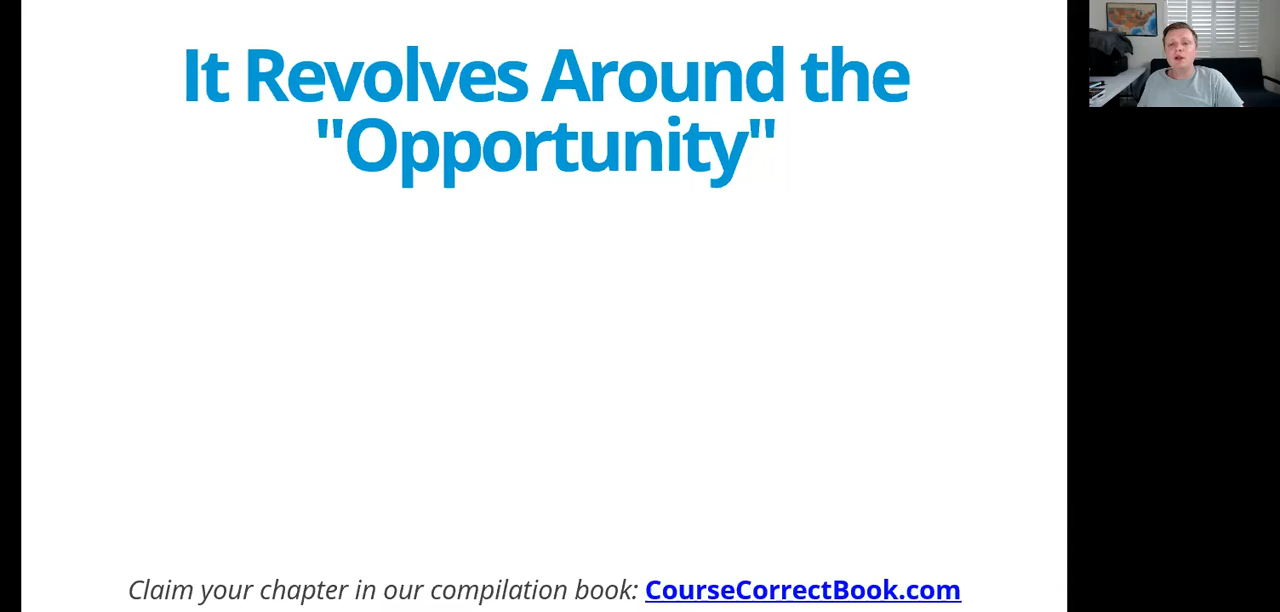 It Revolves Around the
"Opportunity"
Claim your chapter in our compilation book: CourseCorrectBook.com